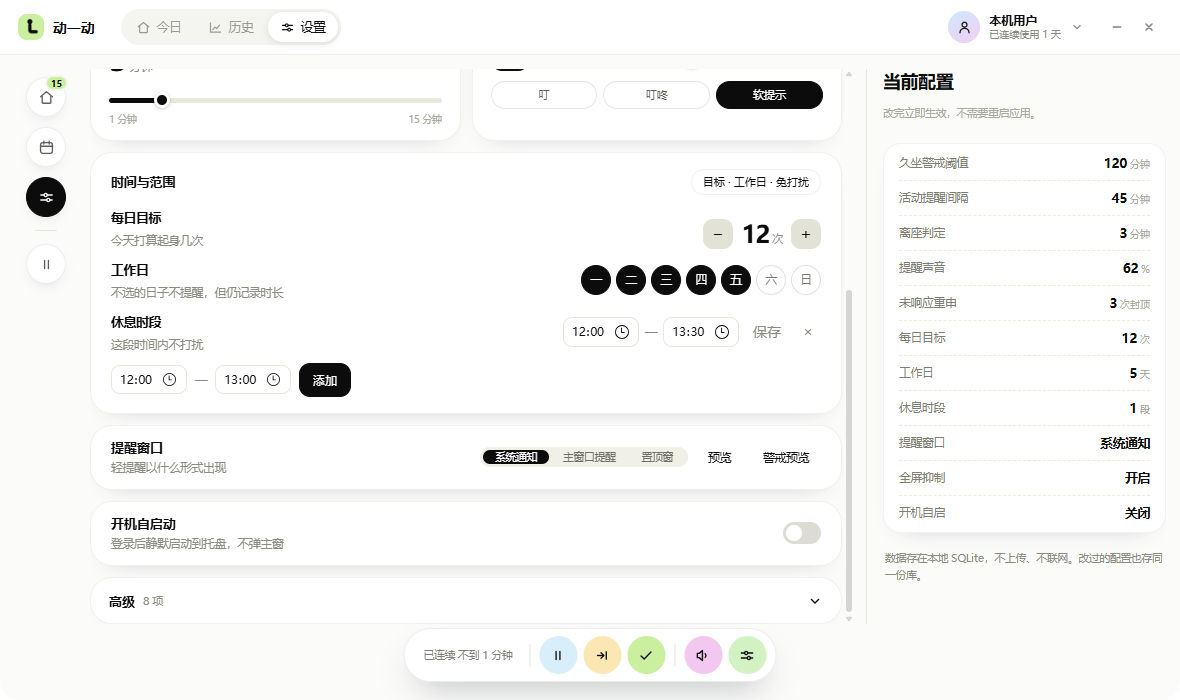 动一动
今日
历史
设置
本机用户
已连续使用 1 天
15
1 分钟
15 分钟
叮
叮咚
软提示
时间与范围
目标 · 工作日 · 免打扰
每日目标
今天打算起身几次
− 12 次 +
工作日
不选的日子不提醒，但仍记录时长
一 二 三 四 五 六 日
休息时段
这段时间内不打扰
12:00 — 13:30 保存 ×
12:00 — 13:00 添加
提醒窗口
轻提醒以什么形式出现
系统通知 主窗口提醒 置顶窗 预览 警戒预览
开机自启动
登录后静默启动到托盘，不弹主窗
高级 8 项
当前配置
改完立即生效，不需要重启应用。
久坐警戒阈值 120 分钟
活动提醒间隔 45 分钟
离座判定 3 分钟
提醒声音 62 %
未响应重申 3 次封顶
每日目标 12 次
工作日 5 天
休息时段 1 段
提醒窗口 系统通知
全屏抑制 开启
开机自启 关闭
数据存在本地 SQLite，不上传、不联网。改过的配置也存同
一份库。
已连续 不到 1 分钟